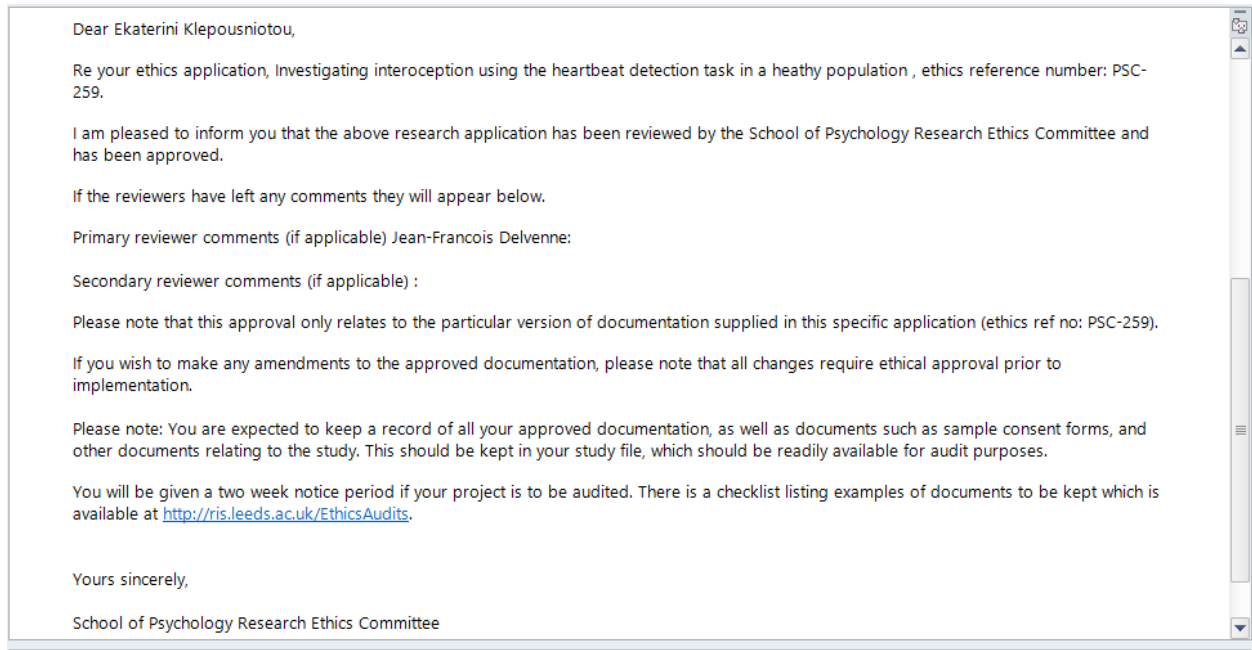 Dear Ekaterini Klepousniotou,
Re your ethics application, Investigating interoception using the heartbeat detection task in a heathy population , ethics reference number: PSC-
259.
I am pleased to inform you that the above research application has been reviewed by the School of Psychology Research Ethics Committee and
has been approved.
If the reviewers have left any comments they will appear below.
Primary reviewer comments (if applicable) Jean-Francois Delvenne:
Secondary reviewer comments (if applicable) :
Please note that this approval only relates to the particular version of documentation supplied in this specific application (ethics ref no: PSC-259).
If you wish to make any amendments to the approved documentation, please note that all changes require ethical approval prior to
implementation.
Please note: You are expected to keep a record of all your approved documentation, as well as documents such as sample consent forms, and
other documents relating to the study. This should be kept in your study file, which should be readily available for audit purposes.
You will be given a two week notice period if your project is to be audited. There is a checklist listing examples of documents to be kept which is
available at http://ris.leeds.ac.uk/EthicsAudits.
Yours sincerely,
School of Psychology Research Ethics Committee